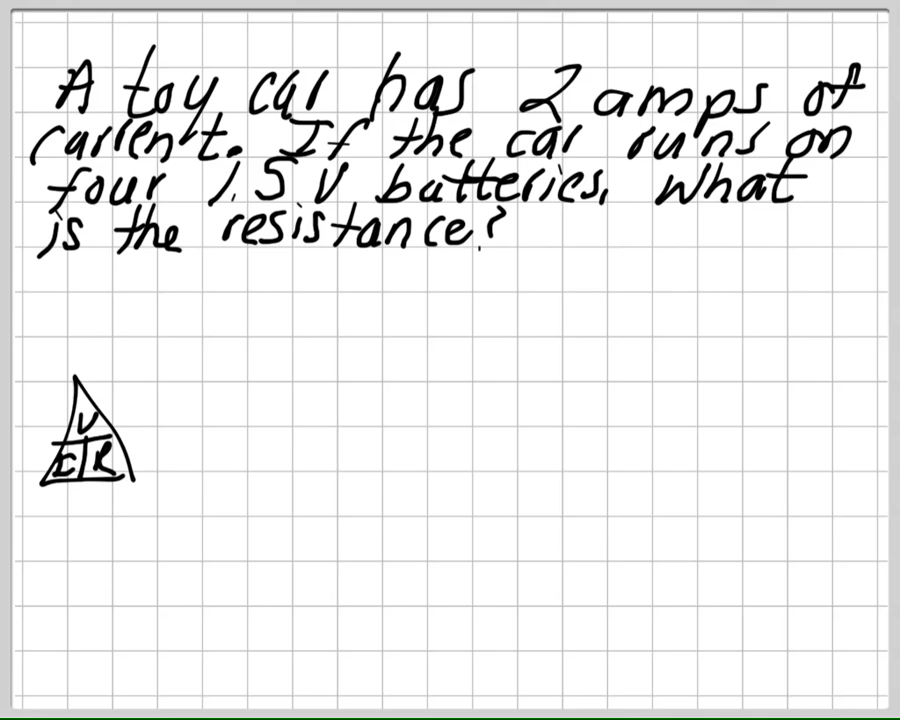 A toy car has 2 amps of
current. If the car runs on
four 1.5 V batteries, what
is the resistance?
V
I R